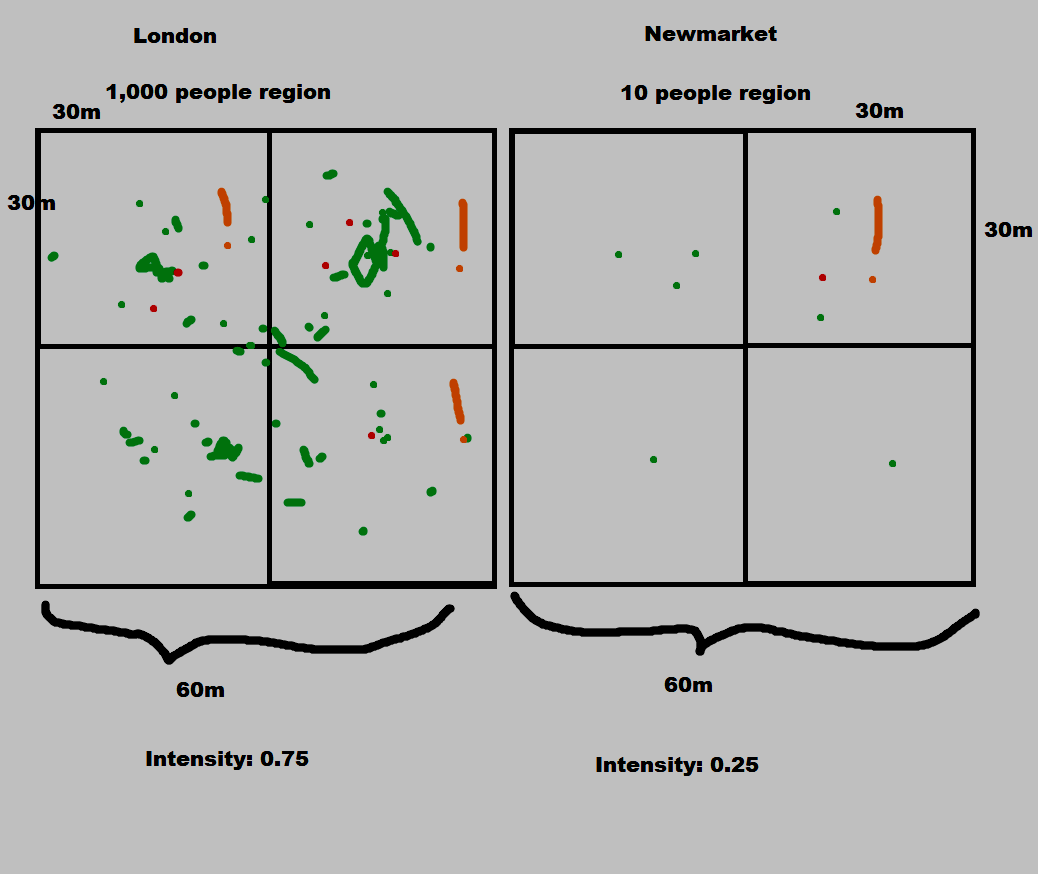 London
1,000 people region
30m
30m
60m
Intensity: 0.75
Newmarket
10 people region
30m
30m
60m
Intensity: 0.25